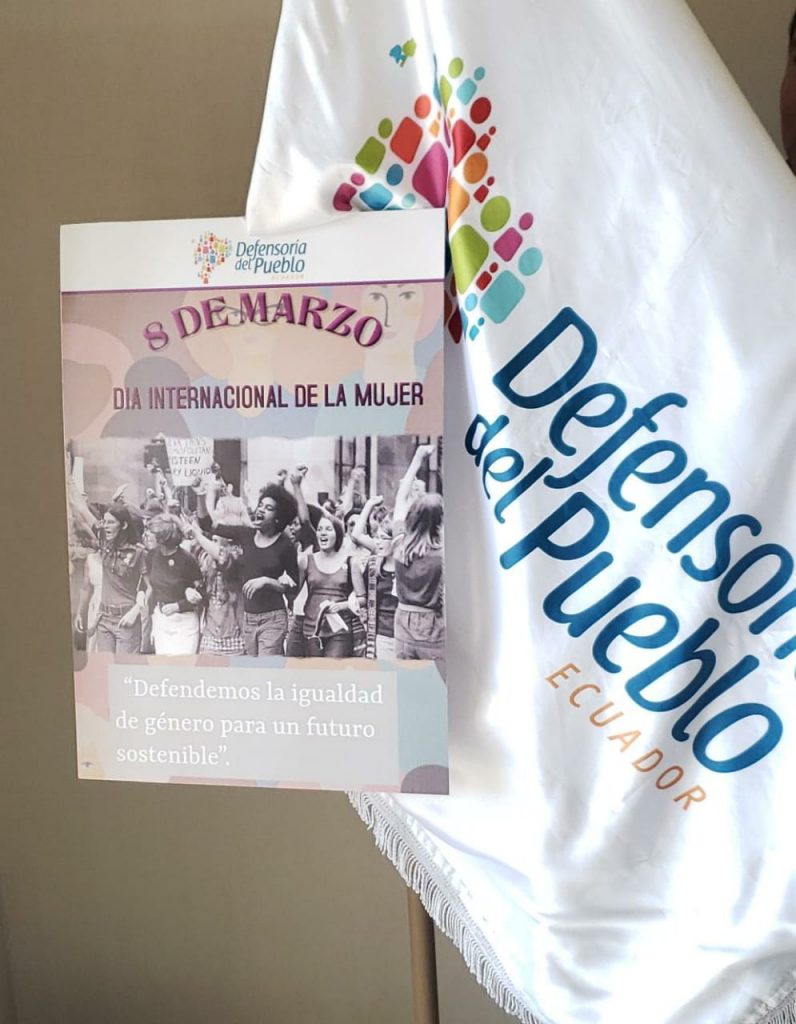 Defensoría
del Pueblo
ECUADOR
8 DE MARZO
DIA INTERNACIONAL DE LA MUJER
“Defendemos la igualdad
de género para un futuro
sostenible”.
del Pueblo
ECUADOR